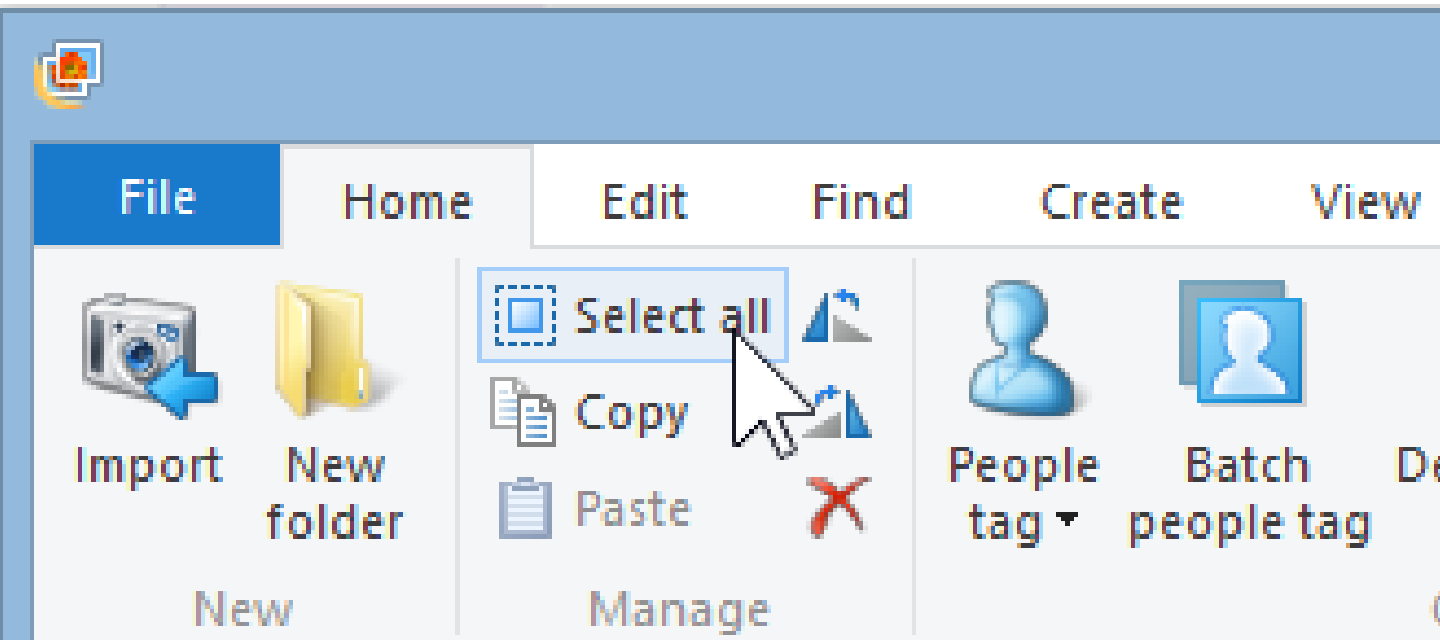 File Home Edit Find Create View
Select all
Copy
Paste
Import
New
folder
People
tag
Batch
people tag
New
Manage